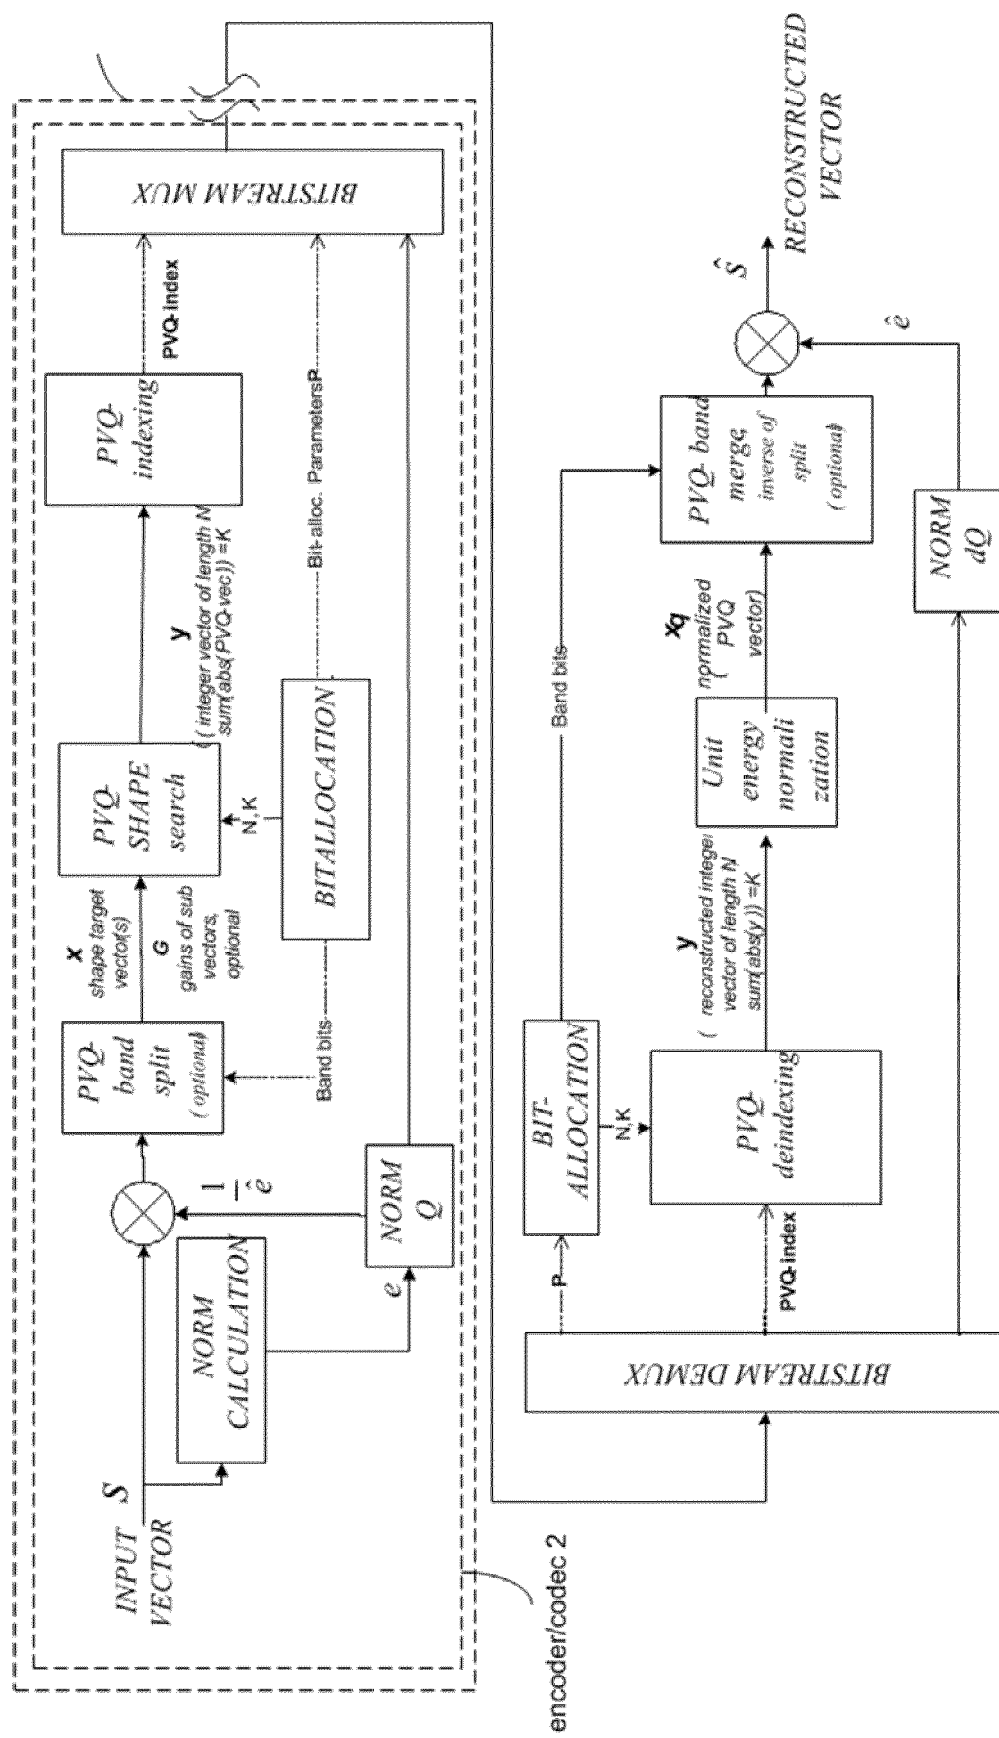 INPUT
VECTOR
S
NORM
CALCULATION
e
NORM
Q
1
ê
PVQ-
band
split
(optional)
Band bits
X
shape target
vector(s)
G
gains of sub
vectors,
optional
PVQ-
SHAPE
search
N,K
BITALLOCATION
y
((integer vector of length N
sum(abs(PVQ-vec))=K
PVQ-
indexing
PVQ-index
Bit-alloc. Parameters P
BITSTREAM MUX
encoder/codec 2
BITSTREAM DEMUX
P
BIT-
ALLOCATION
N,K
PVQ-index
PVQ-
deindexing
Band bits
y
( reconstructed integer
vector of length N
sum(abs(y))=K
Unit
energy
normali
zation
xq
normalized
( PVQ
vector)
PVQ-band
merge,
inverse of
split
(optional)
NORM
dQ
ê
ŝ
RECONSTRUCTED
VECTOR